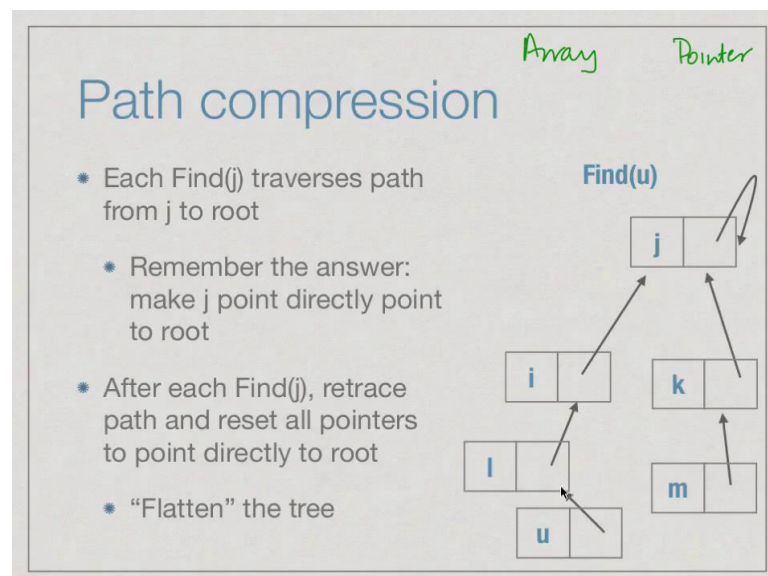 Array Pointer
Path compression
Each Find(j) traverses path
from j to root
Remember the answer:
make j point directly point
to root
After each Find(j), retrace
path and reset all pointers
to point directly to root
“Flatten” the tree
Find(u)
j
i
k
l
m
u